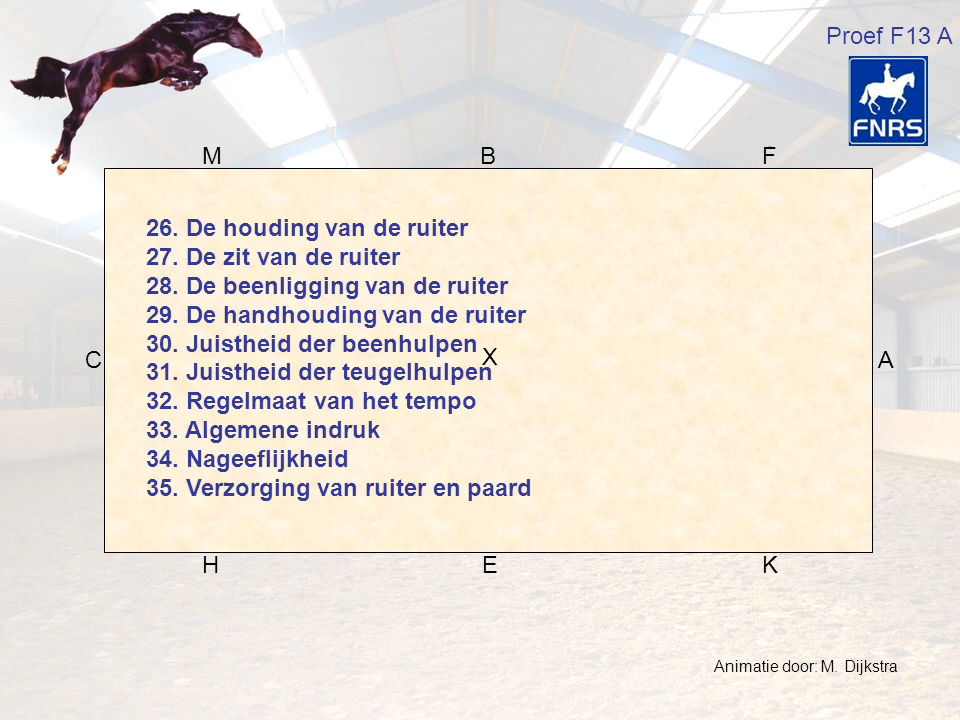 Proef F13 A
FNRS
M B F
26. De houding van de ruiter
27. De zit van de ruiter
28. De beenligging van de ruiter
29. De handhouding van de ruiter
30. Juistheid der beenhulpen
C X A
31. Juistheid der teugelhulpen
32. Regelmaat van het tempo
33. Algemene indruk
34. Nageeflijkheid
35. Verzorging van ruiter en paard
H E K
Animatie door: M. Dijkstra